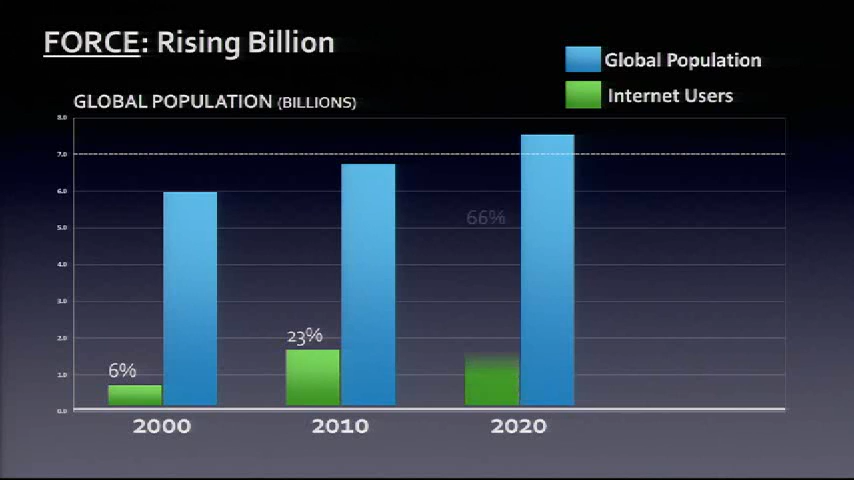 FORCE: Rising Billion
Global Population
Internet Users
GLOBAL POPULATION (BILLIONS)
8.0
7.0
6.0
5.0
4.0
3.0
2.0
1.0
0.0
66%
23%
6%
2000 2010 2020